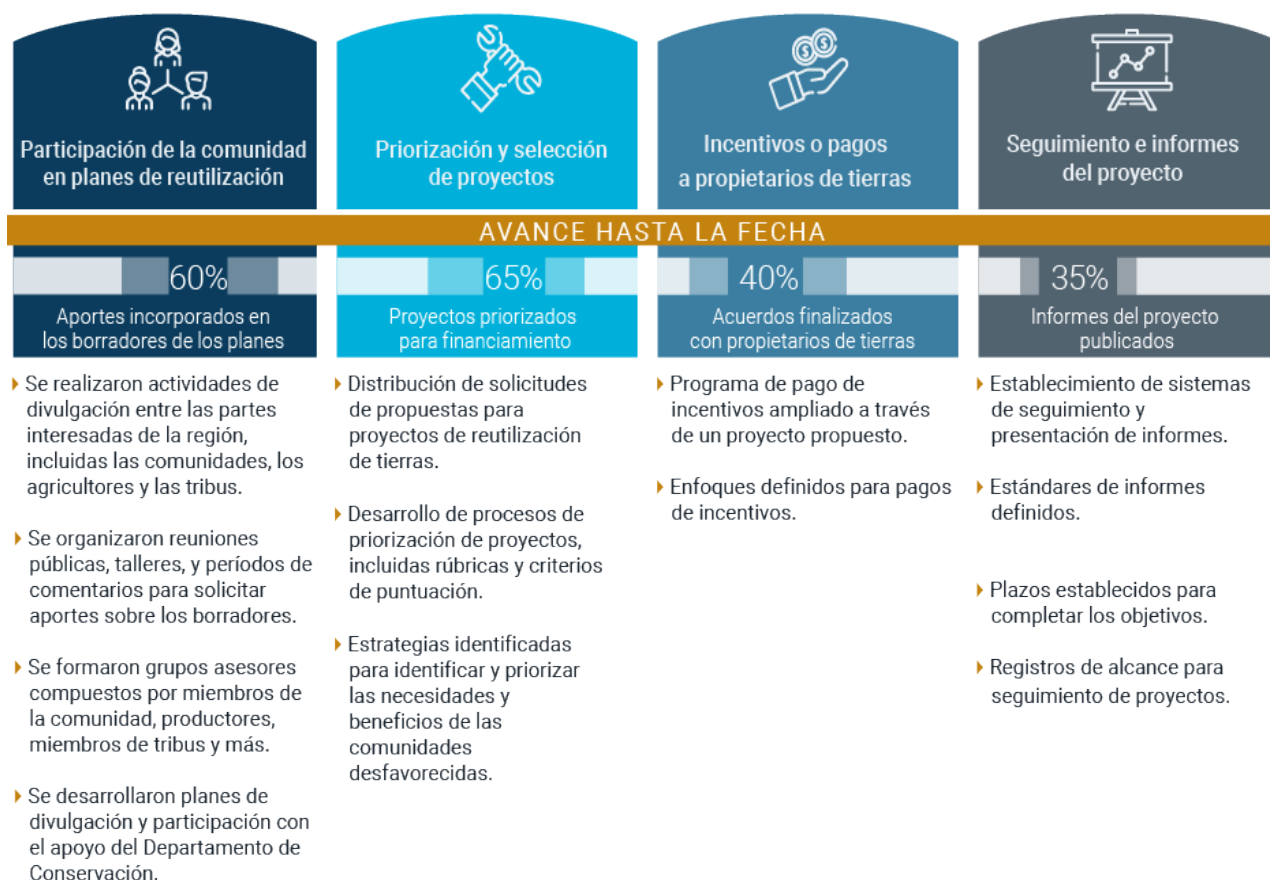 Participación de la comunidad
en planes de reutilización
Priorización y selección
de proyectos
Incentivos o pagos
a propietarios de tierras
Seguimiento e informes
del proyecto
AVANCE HASTA LA FECHA
60%
Aportes incorporados en
los borradores de los planes
65%
Proyectos priorizados
para financiamiento
40%
Acuerdos finalizados
con propietarios de tierras
35%
Informes del proyecto
publicados
Se realizaron actividades de
divulgación entre las partes
interesadas de la región,
incluidas las comunidades, los
agricultores y las tribus.
Se organizaron reuniones
públicas, talleres, y períodos de
comentarios para solicitar
aportes sobre los borradores.
Se formaron grupos asesores
compuestos por miembros de
la comunidad, productores,
miembros de tribus y más.
Se desarrollaron planes de
divulgación y participación con
el apoyo del Departamento de
Conservación.
Distribución de solicitudes
de propuestas para
proyectos de reutilización
de tierras.
Desarrollo de procesos de
priorización de proyectos,
incluidas rúbricas y criterios
de puntuación.
Estrategias identificadas
para identificar y priorizar
las necesidades y
beneficios de las
comunidades
desfavorecidas.
Programa de pago de
incentivos ampliado a través
de un proyecto propuesto.
Enfoques definidos para pagos
de incentivos.
Establecimiento de sistemas
de seguimiento y
presentación de informes.
Estándares de informes
definidos.
Plazos establecidos para
completar los objetivos.
Registros de alcance para
seguimiento de proyectos.